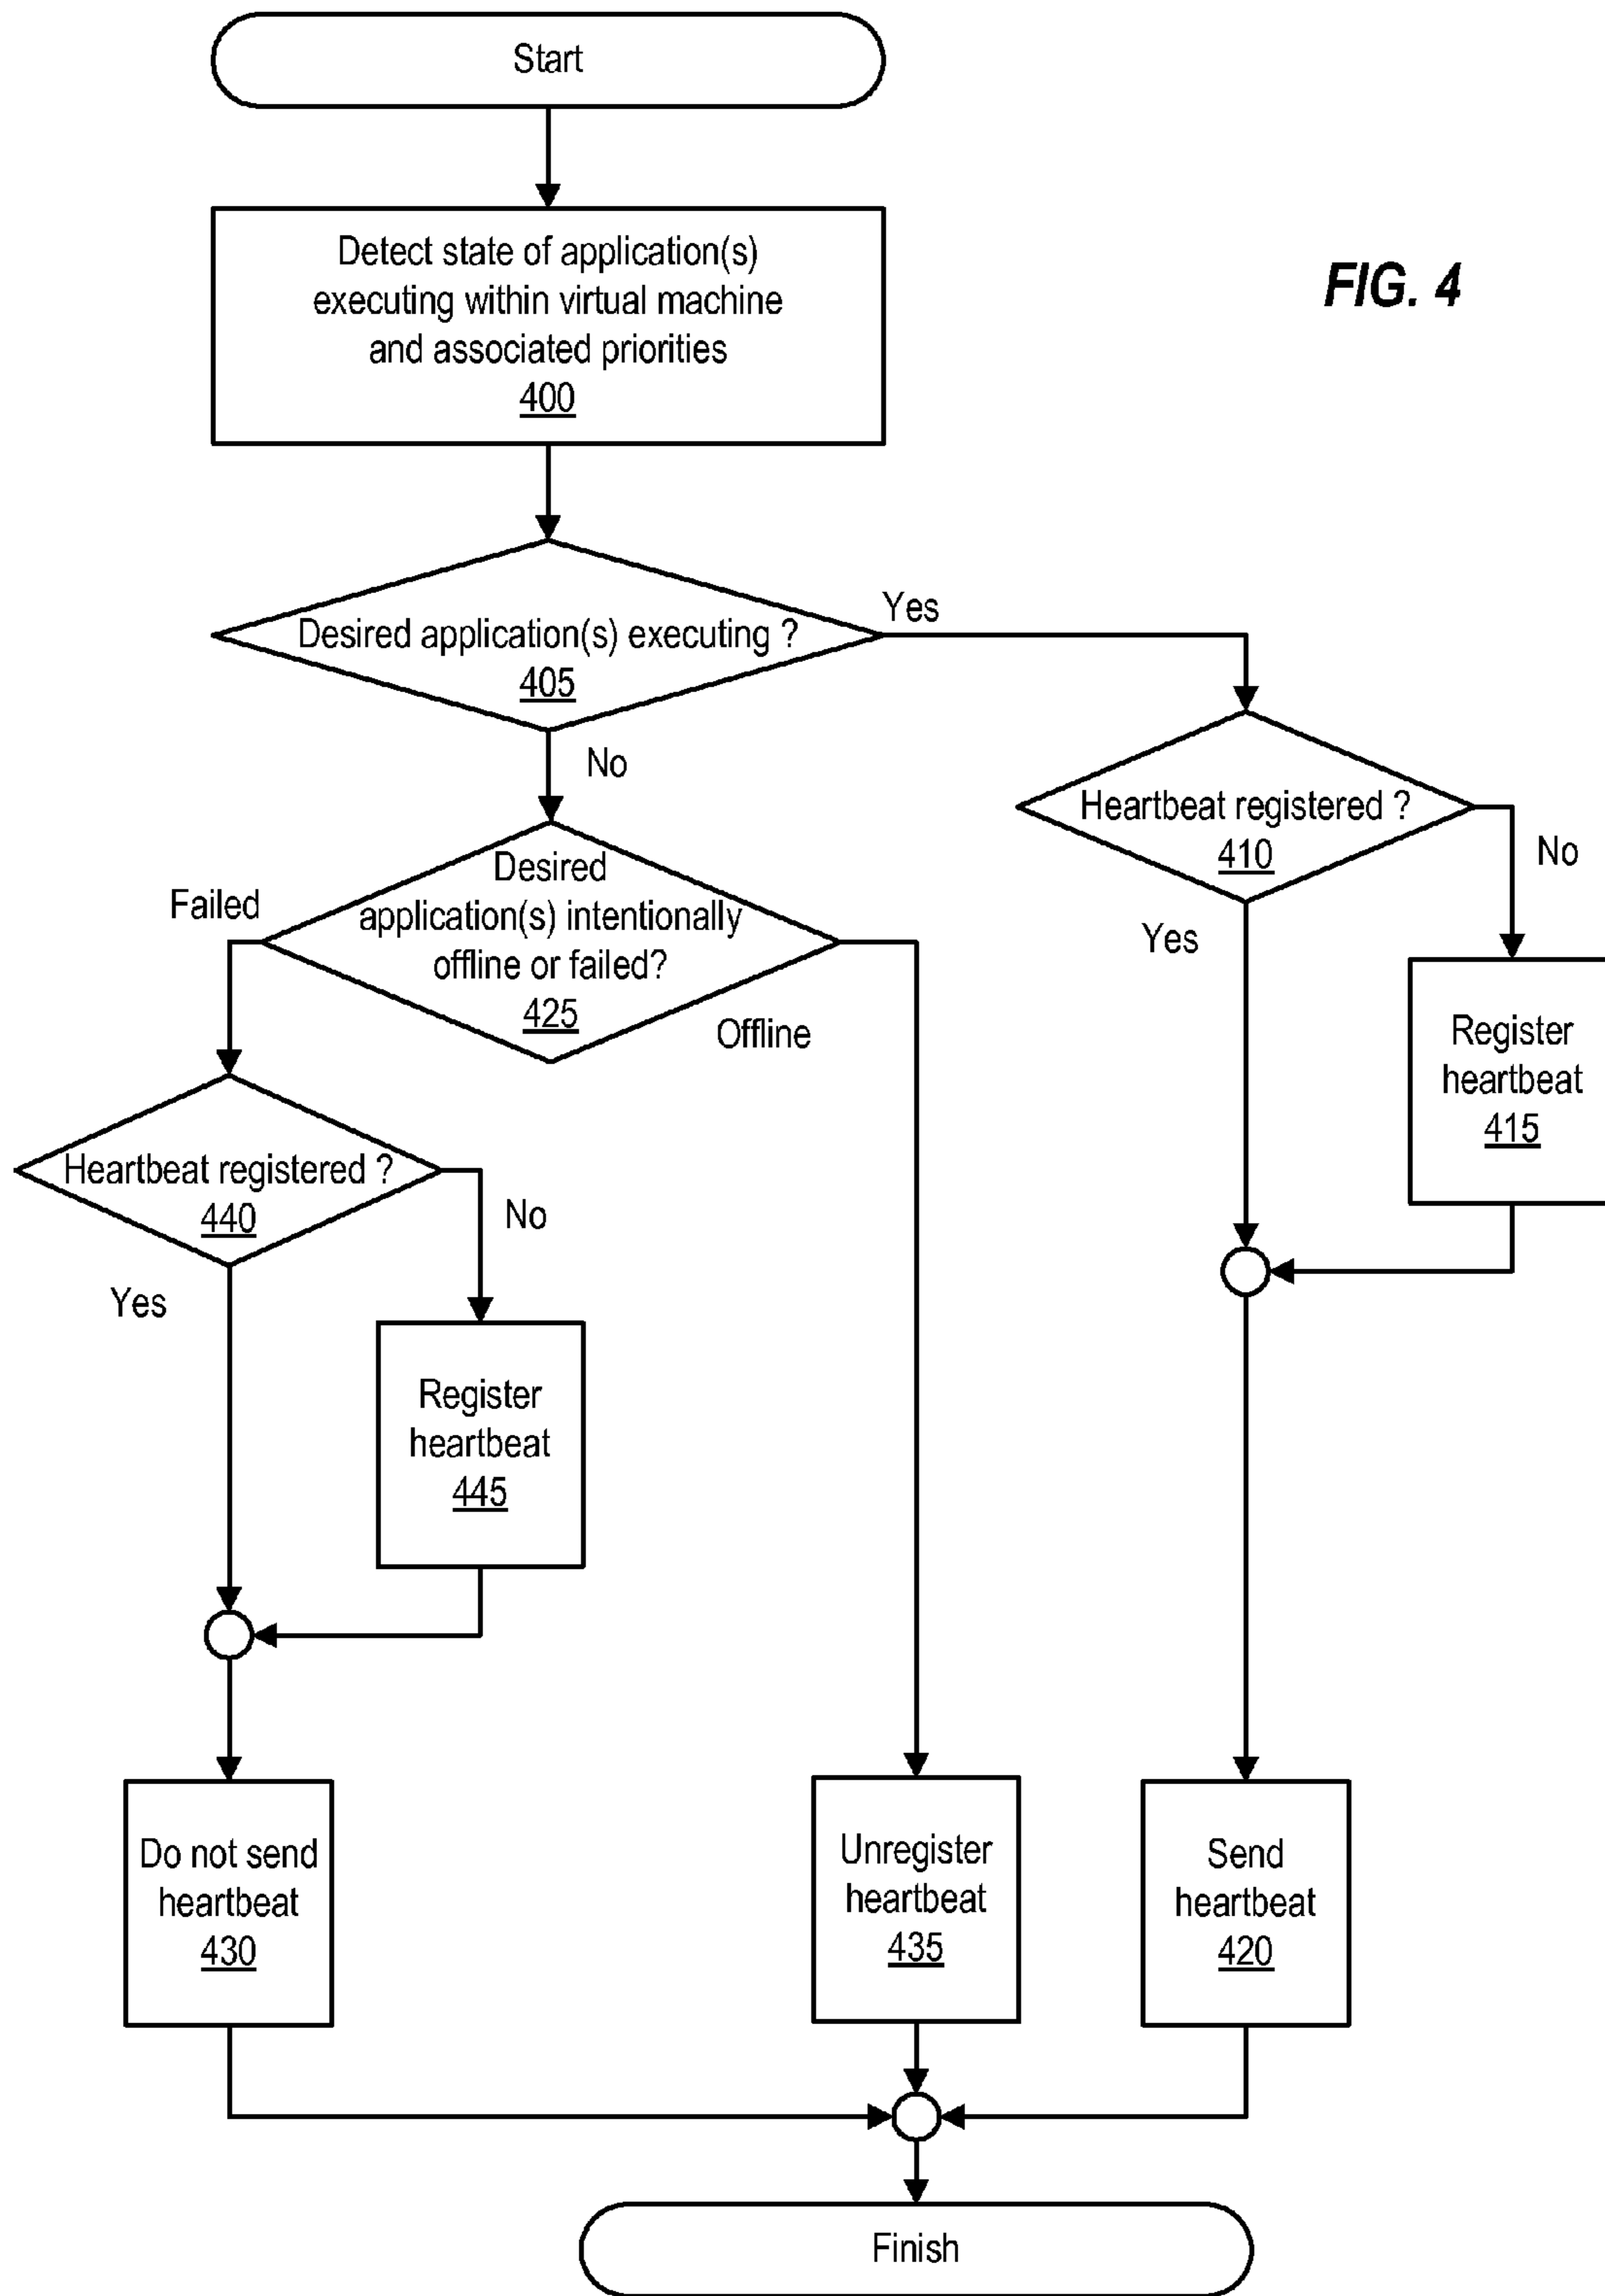 Start
Detect state of application(s)
executing within virtual machine
and associated priorities
400
FIG. 4
Desired application(s) executing ?
405
Yes
No
Heartbeat registered ?
410
No
Yes
Register
heartbeat
415
Desired
application(s) intentionally
offline or failed?
425
Failed
Offline
Heartbeat registered ?
440
No
Yes
Register
heartbeat
445
Do not send
heartbeat
430
Unregister
heartbeat
435
Send
heartbeat
420
Finish